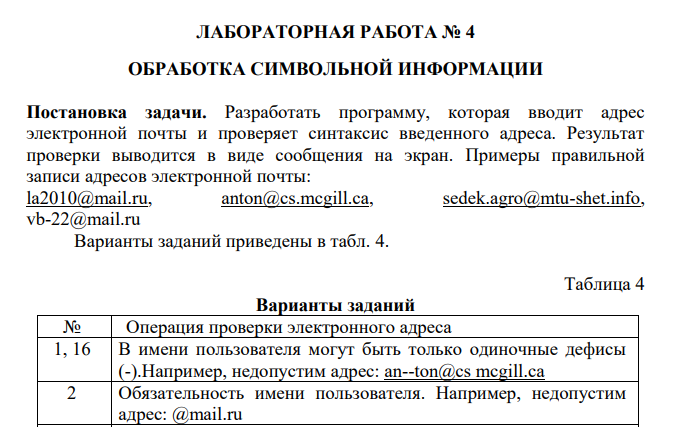 ЛАБОРАТОРНАЯ РАБОТА № 4
ОБРАБОТКА СИМВОЛЬНОЙ ИНФОРМАЦИИ
Постановка задачи. Разработать программу, которая вводит адрес
электронной почты и проверяет синтаксис введенного адреса. Результат
проверки выводится в виде сообщения на экран. Примеры правильной
записи адресов электронной почты:
la2010@mail.ru, anton@cs.mcgill.ca, sedek.agro@mtu-shet.info,
vb-22@mail.ru
Варианты заданий приведены в табл. 4.
Таблица 4
Варианты заданий
№ Операция проверки электронного адреса
1, 16 В имени пользователя могут быть только одиночные дефисы
(-).Например, недопустим адрес: an--ton@cs mcgill.ca
2 Обязательность имени пользователя. Например, недопустим
адрес: @mail.ru